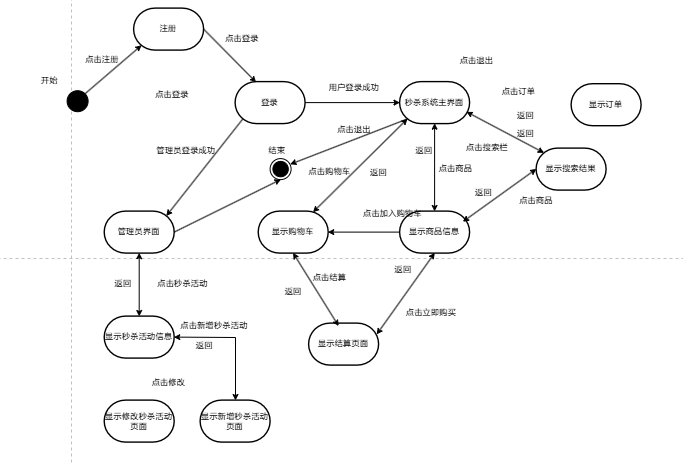 注册
点击登录
点击退出
点击注册
开始
用户登录成功
点击订单
点击登录
登录
秒杀系统主界面
显示订单
返回
点击退出
返回
管理员登录成功
结束
返回
点击搜索栏
点击购物车
返回
点击商品
显示搜索结果
返回
点击商品
点击加入购物车
管理员界面
显示购物车
显示商品信息
返回
点击秒杀活动
点击结算
返回
返回
点击立即购买
点击新增秒杀活动
显示秒杀活动信息
返回
显示结算页面
点击修改
显示修改秒杀活动
页面
显示新增秒杀活动
页面